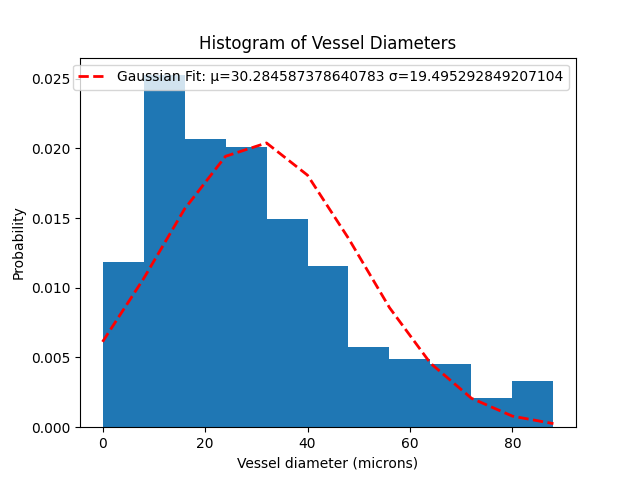 Histogram of Vessel Diameters
Gaussian Fit: μ=30.284587378640783 σ=19.495292849207104
0.025
0.020
0.015
0.010
0.005
0.000
Probability
0 20 40 60 80
Vessel diameter (microns)